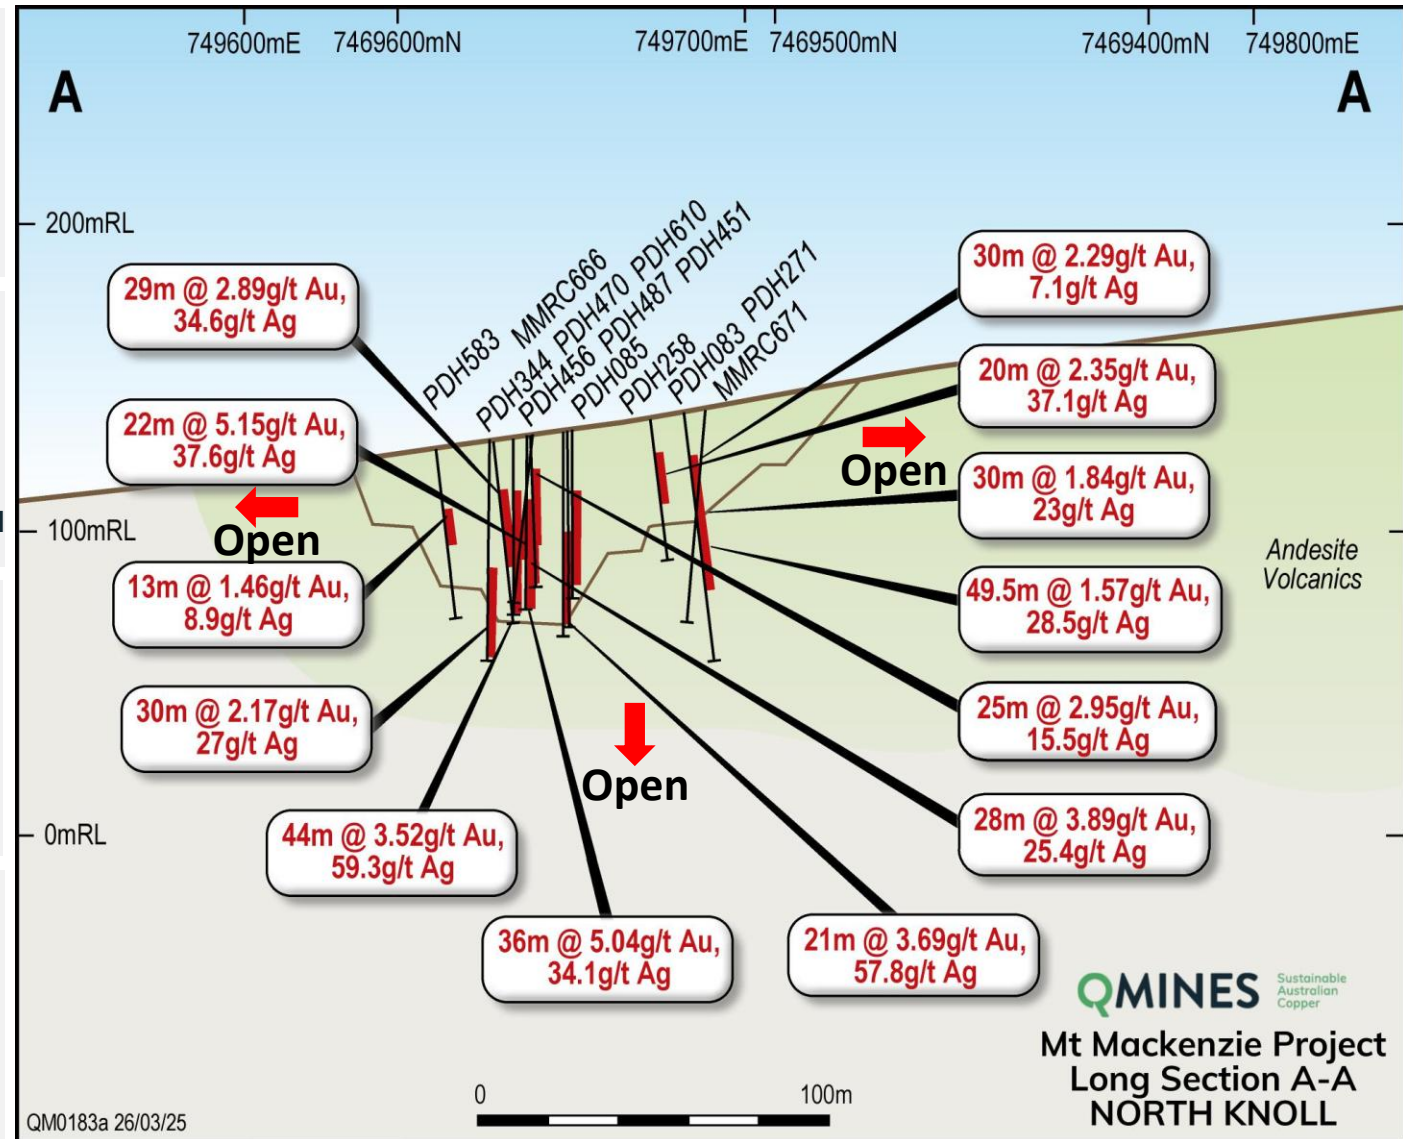 749600mE
7469600mN
749700mE
7469500mN
7469400mN
749800mE
A
A
200mRL
100mRL
0mRL
PDH583
MMRC666
PDH344
PDH470
PDH610
PDH456
PDH487
PDH451
PDH085
PDH258
PDH083
PDH271
MMRC671
29m @ 2.89g/t Au,
34.6g/t Ag
22m @ 5.15g/t Au,
37.6g/t Ag
Open
13m @ 1.46g/t Au,
8.9g/t Ag
30m @ 2.17g/t Au,
27g/t Ag
44m @ 3.52g/t Au,
59.3g/t Ag
36m @ 5.04g/t Au,
34.1g/t Ag
Open
21m @ 3.69g/t Au,
57.8g/t Ag
30m @ 2.29g/t Au,
7.1g/t Ag
20m @ 2.35g/t Au,
37.1g/t Ag
Open
30m @ 1.84g/t Au,
23g/t Ag
49.5m @ 1.57g/t Au,
28.5g/t Ag
25m @ 2.95g/t Au,
15.5g/t Ag
28m @ 3.89g/t Au,
25.4g/t Ag
Andesite
Volcanics
QMINES
Sustainable
Australian
Copper
Mt Mackenzie Project
Long Section A-A
NORTH KNOLL
0
100m
QM0183a 26/03/25